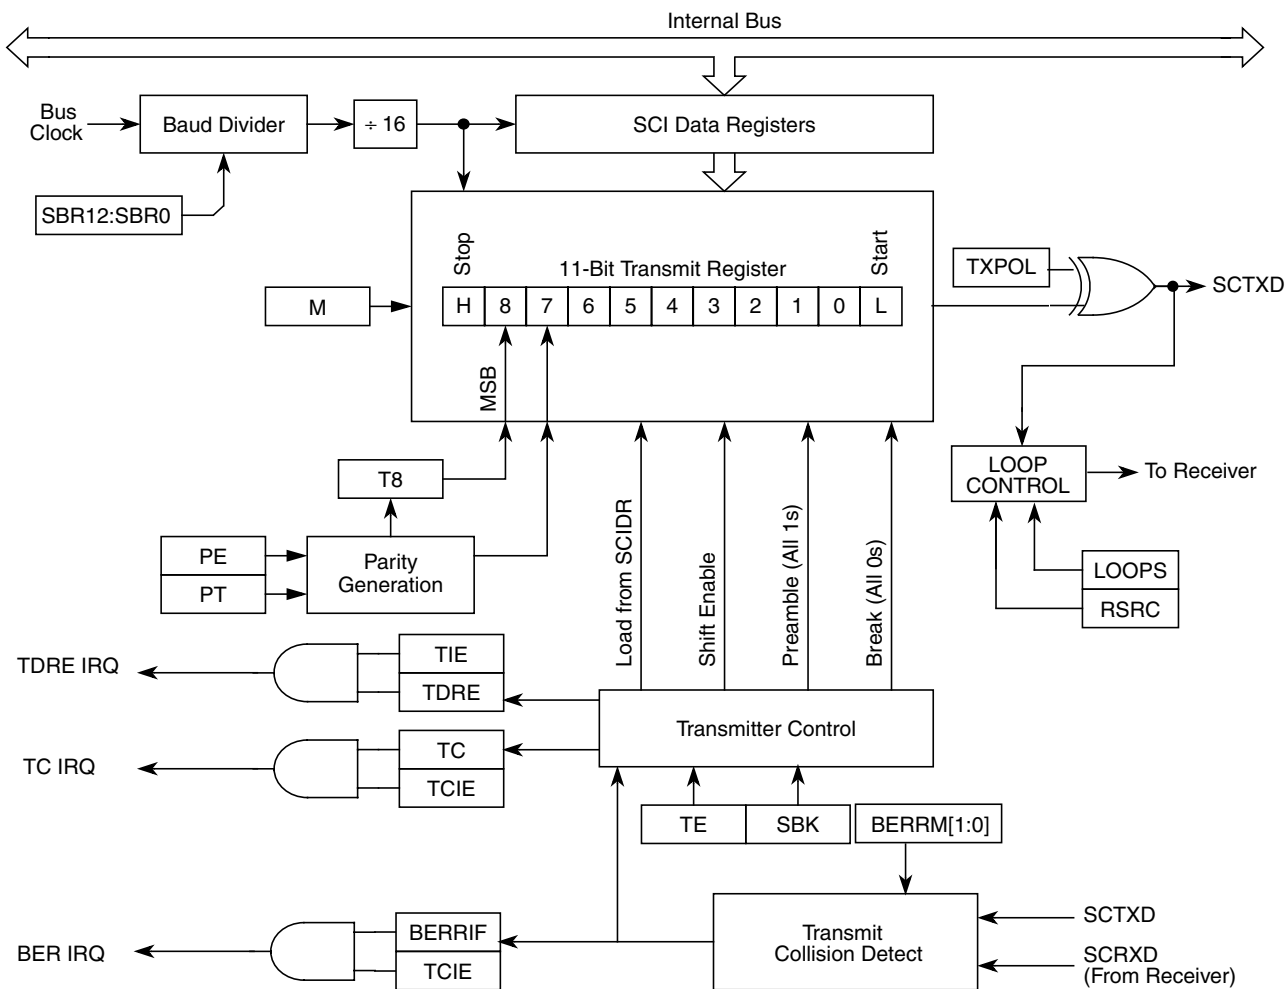 Internal Bus
Bus
Clock
Baud Divider
÷ 16
SCI Data Registers
SBR12:SBR0
Stop
11-Bit Transmit Register
Start
H 8 7 6 5 4 3 2 1 0 L
M
MSB
TXPOL
SCTXD
T8
LOOP
CONTROL
To Receiver
PE
PT
Parity
Generation
LOOPS
RSRC
Load from SCIDR
Shift Enable
Preamble (All 1s)
Break (All 0s)
TDRE IRQ
TIE
TDRE
Transmitter Control
TC IRQ
TC
TCIE
TE
SBK
BERRM[1:0]
BER IRQ
BERRIF
TCIE
Transmit
Collision Detect
SCTXD
SCRXD
(From Receiver)